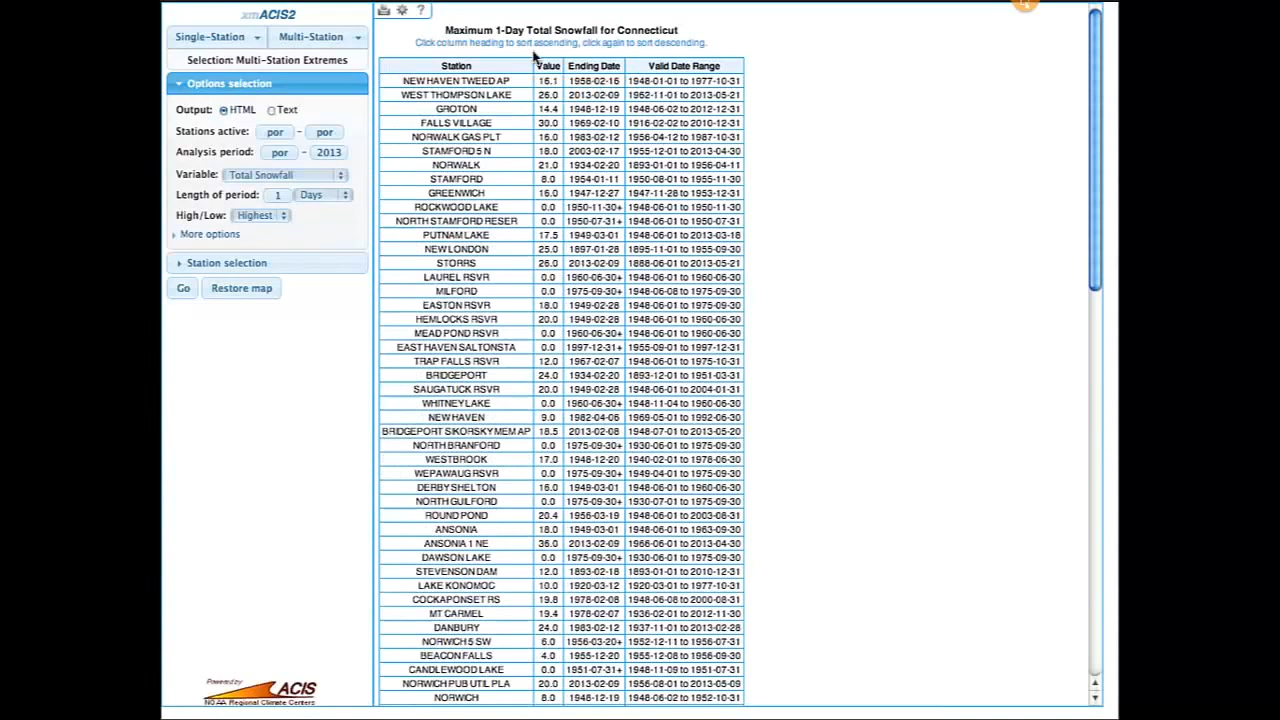 xmACIS2
Single-Station Multi-Station
Selection: Multi-Station Extremes
Options selection
Output: HTML Text
Stations active: por - por
Analysis period: por - 2013
Variable: Total Snowfall
Length of period: 1 Days
High/Low: Highest
More options
Station selection
Go Restore map
Powered by
ACIS
NOAA Regional Climate Centers
?
Maximum 1-Day Total Snowfall for Connecticut
Click column heading to sort ascending, click again to sort descending.
Station Value Ending Date Valid Date Range
NEW HAVEN TWEED AP 16.1 1958-02-16 1948-01-01 to 1977-10-31
WEST THOMPSON LAKE 26.0 2013-02-09 1962-11-01 to 2013-05-21
GROTON 14.4 1948-12-19 1948-06-02 to 2012-12-31
FALLS VILLAGE 30.0 1969-02-10 1916-02-02 to 2010-12-31
NORWALK GAS PLT 16.0 1983-02-12 1956-04-12 to 1987-10-31
STAMFORD 5 N 18.0 2003-02-17 1955-12-01 to 2013-04-30
NORWALK 21.0 1934-02-20 1893-01-01 to 1956-04-11
STAMFORD 8.0 1954-01-11 1950-08-01 to 1955-11-30
GREENWICH 16.0 1947-12-27 1947-11-28 to 1953-12-31
ROCKWOOD LAKE 0.0 1950-11-30+ 1948-06-01 to 1950-11-30
NORTH STAMFORD RESER 0.0 1950-07-31+ 1948-06-01 to 1950-07-31
PUTNAM LAKE 17.5 1949-03-01 1948-06-01 to 2013-03-18
NEW LONDON 25.0 1897-01-28 1895-11-01 to 1955-09-30
STORRS 26.0 2013-02-09 1888-06-01 to 2013-05-21
LAUREL RSVR 0.0 1960-06-30+ 1948-06-01 to 1960-06-30
MILFORD 0.0 1975-09-30+ 1948-06-08 to 1975-09-30
EASTON RSVR 18.0 1949-02-28 1948-06-01 to 1975-09-30
HEMLOCKS RSVR 20.0 1949-02-28 1948-06-01 to 1960-06-30
MEAD POND RSVR 0.0 1960-06-30+ 1948-06-01 to 1960-06-30
EAST HAVEN SALTONSTA 0.0 1997-12-31+ 1955-09-01 to 1997-12-31
TRAP FALLS RSVR 12.0 1967-02-07 1948-06-01 to 1975-10-31
BRIDGEPORT 24.0 1934-02-20 1893-12-01 to 1951-03-31
SAUGATUCK RSVR 20.0 1949-02-28 1948-06-01 to 2004-01-31
WHITNEY LAKE 0.0 1960-06-30+ 1948-11-04 to 1960-06-30
NEW HAVEN 9.0 1982-04-06 1969-05-01 to 1992-06-30
BRIDGEPORT SIKORSKY MEM AP 18.5 2013-02-08 1948-07-01 to 2013-05-20
NORTH BRANFORD 0.0 1975-09-30+ 1930-06-01 to 1975-09-30
WESTBROOK 17.0 1948-12-20 1940-02-01 to 1978-06-30
WEPAWAUG RSVR 0.0 1975-09-30+ 1949-04-01 to 1975-09-30
DERBY SHELTON 16.0 1949-03-01 1948-06-01 to 1960-06-30
NORTH GUILFORD 0.0 1975-09-30+ 1930-07-01 to 1975-09-30
ROUND POND 20.4 1956-03-19 1948-06-01 to 2003-08-31
ANSONIA 18.0 1949-03-01 1948-06-01 to 1963-09-30
ANSONIA 1 NE 36.0 2013-02-09 1966-06-01 to 2013-04-30
DAWSON LAKE 0.0 1975-09-30+ 1930-06-01 to 1975-09-30
STEVENSON DAM 12.0 1893-02-18 1893-01-01 to 2010-12-31
LAKE KONOMOC 10.0 1920-03-12 1920-03-01 to 1977-10-31
COCKAPONSET RS 19.8 1978-02-08 1948-06-08 to 2000-08-31
MT CARMEL 19.4 1978-02-07 1936-02-01 to 2012-11-30
DANBURY 24.0 1983-02-12 1937-11-01 to 2013-02-28
NORWICH 5 SW 6.0 1956-03-20+ 1952-12-11 to 1956-07-31
BEACON FALLS 4.0 1955-12-20 1955-12-08 to 1956-09-30
CANDLEWOOD LAKE 0.0 1951-07-31+ 1948-11-09 to 1951-07-31
NORWICH PUB UTIL PLA 20.0 2013-02-09 1956-08-01 to 2013-05-09
NORWICH 8.0 1948-12-19 1948-06-02 to 1952-10-31